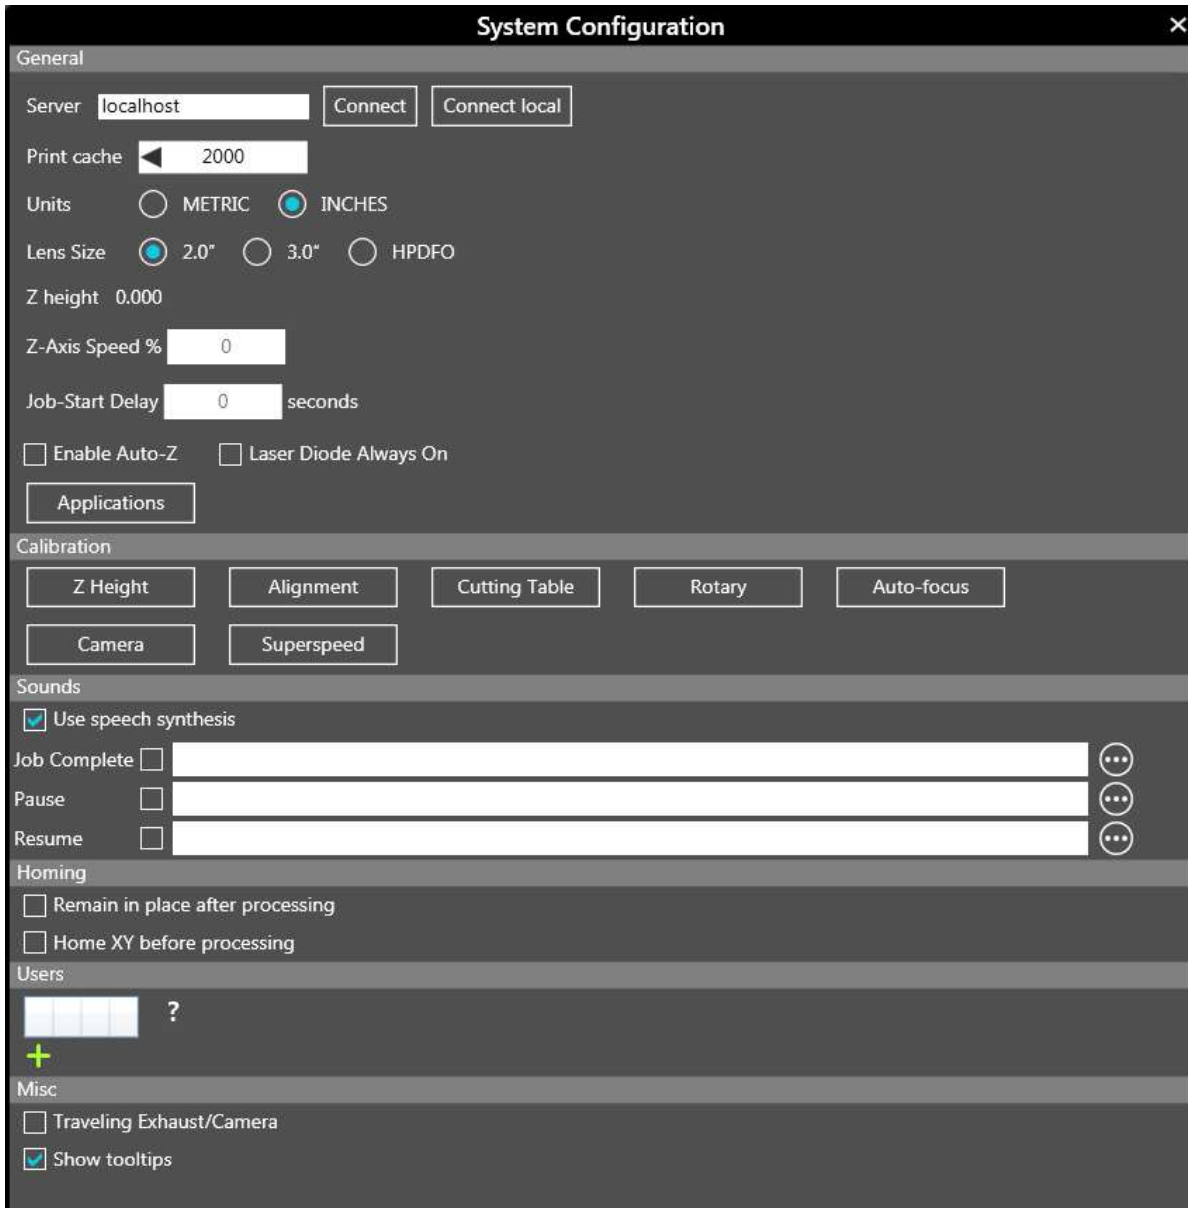 System Configuration
General
Server localhost Connect Connect local
Print cache 2000
Units METRIC INCHES
Lens Size 2.0" 3.0" HPDFO
Z height 0.000
Z-Axis Speed % 0
Job-Start Delay 0 seconds
Enable Auto-Z Laser Diode Always On
Applications
Calibration
Z Height Alignment Cutting Table Rotary Auto-focus
Camera Superspeed
Sounds
Use speech synthesis
Job Complete
Pause
Resume
Homing
Remain in place after processing
Home XY before processing
Users
?
Misc
Traveling Exhaust/Camera
Show tooltips